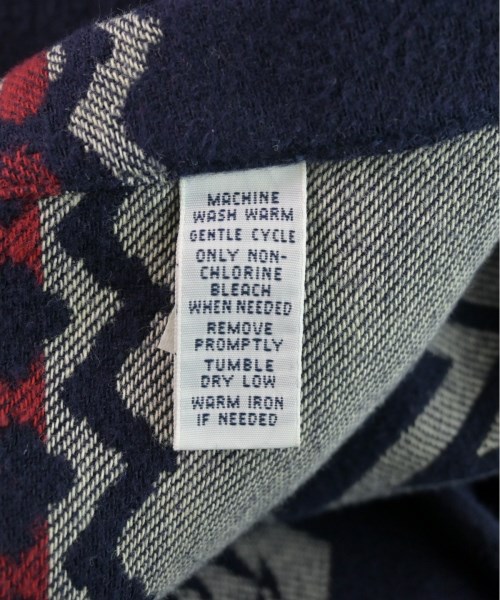 MACHINE
WASH WARM
GENTLE CYCLE
ONLY NON-
CHLORINE
BLEACH
WHEN NEEDED
REMOVE
PROMPTLY
TUMBLE
DRY LOW
WARM IRON
IF NEEDED